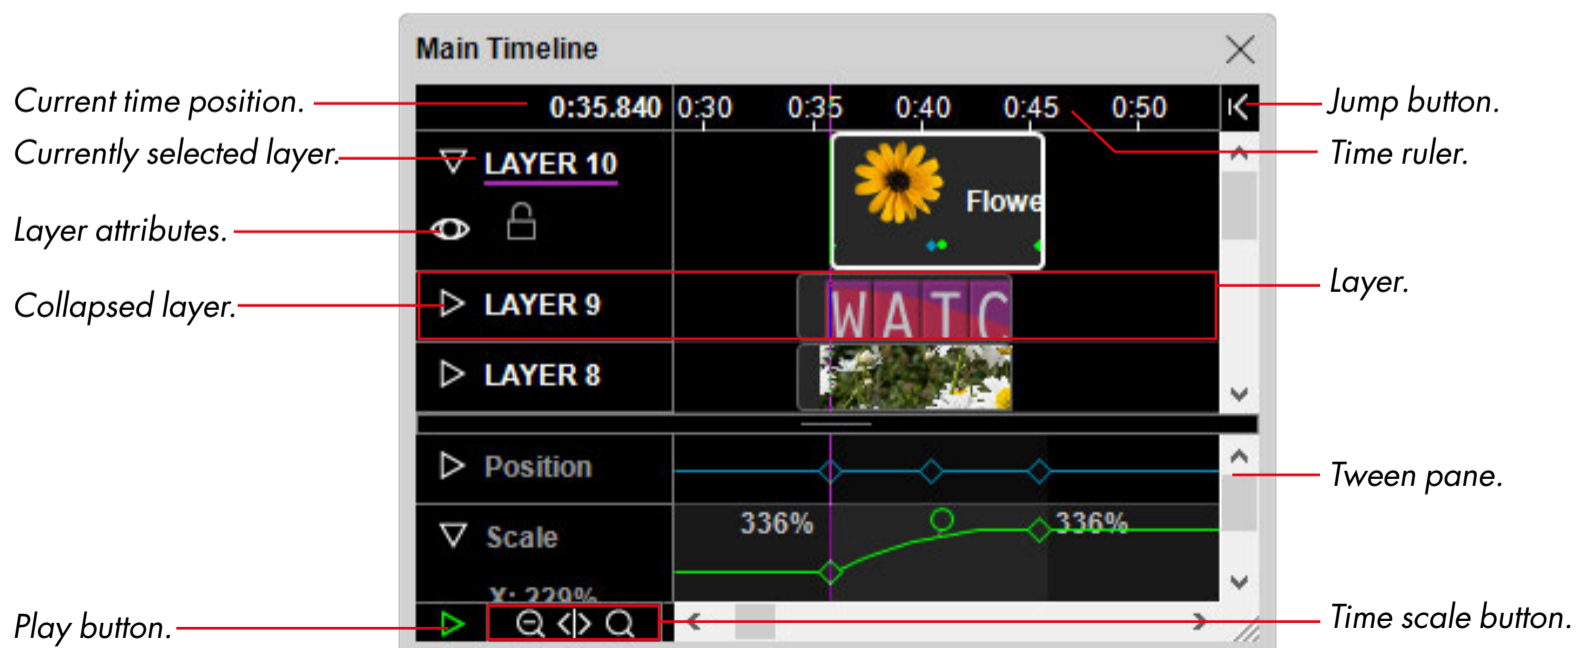 Main Timeline
Current time position.
0:35.840
0:30 0:35 0:40 0:45 0:50
Jump button.
Currently selected layer.
LAYER 10
Time ruler.
Flowe
Layer attributes.
Layer.
Collapsed layer.
LAYER 9
WATC
LAYER 8
Position
Tween pane.
336%
336%
Scale
X: 229%
Play button.
Time scale button.